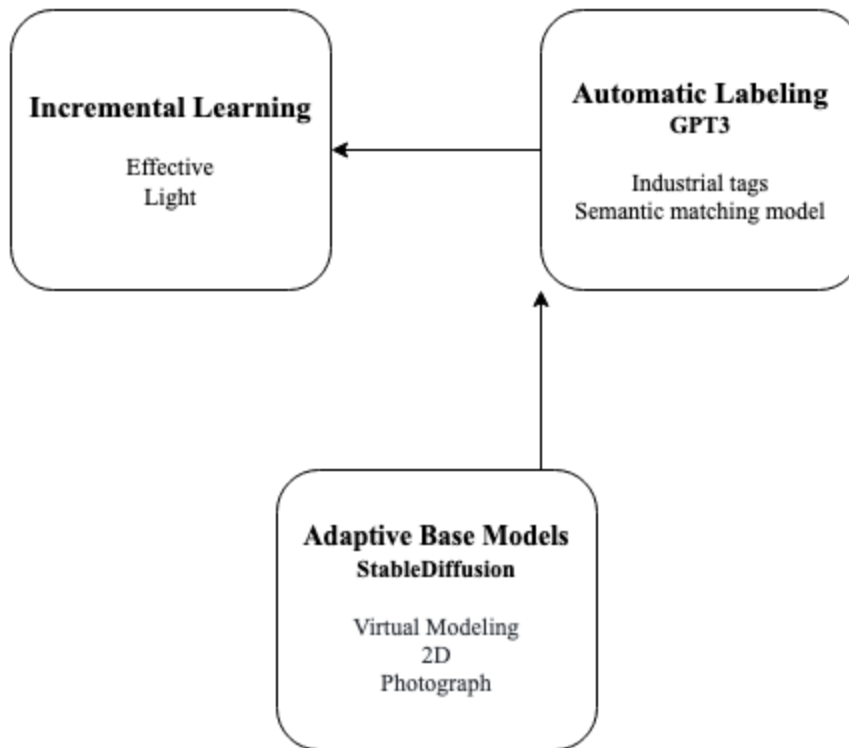 Incremental Learning
Effective
Light
Automatic Labeling
GPT3
Industrial tags
Semantic matching model
Adaptive Base Models
StableDiffusion
Virtual Modeling
2D
Photograph